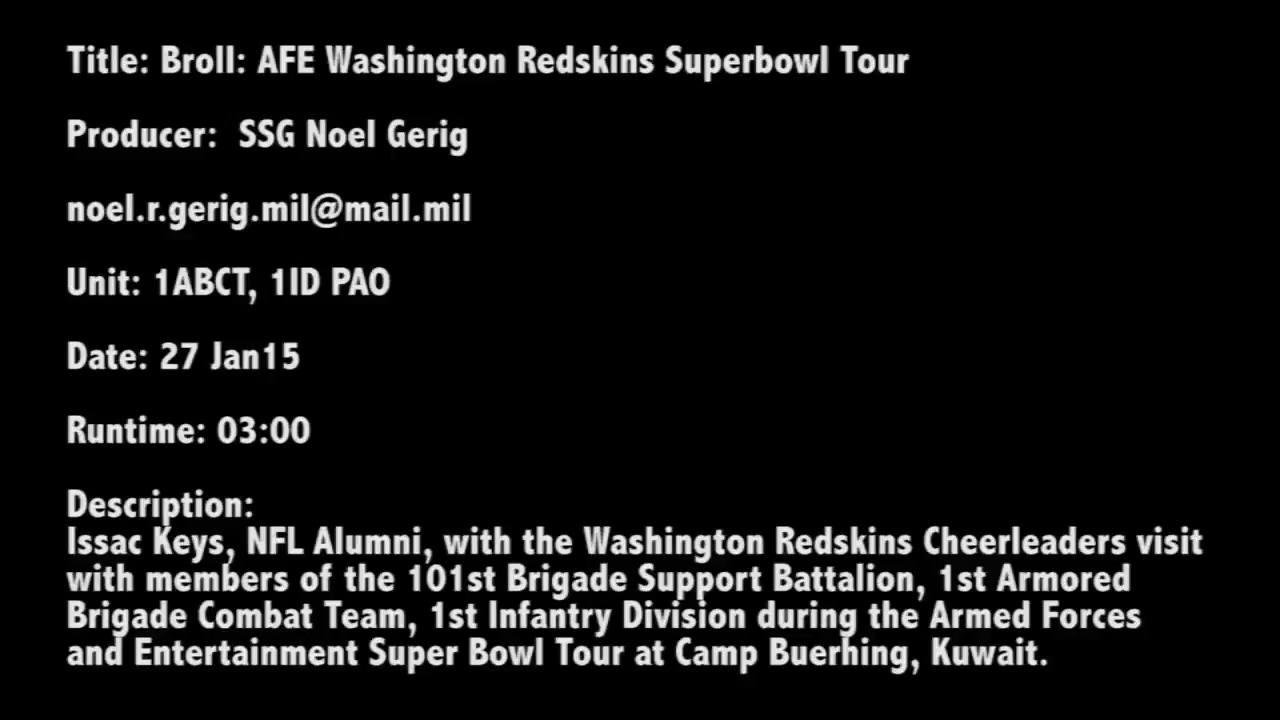 Title: Broll: AFE Washington Redskins Superbowl Tour
Producer:  SSG Noel Gerig
noel.r.gerig.mil@mail.mil
Unit: 1ABCT, 1ID PAO
Date: 27 Jan15
Runtime: 03:00
Description:
Issac Keys, NFL Alumni, with the Washington Redskins Cheerleaders visit
with members of the 101st Brigade Support Battalion, 1st Armored
Brigade Combat Team, 1st Infantry Division during the Armed Forces
and Entertainment Super Bowl Tour at Camp Buerhing, Kuwait.